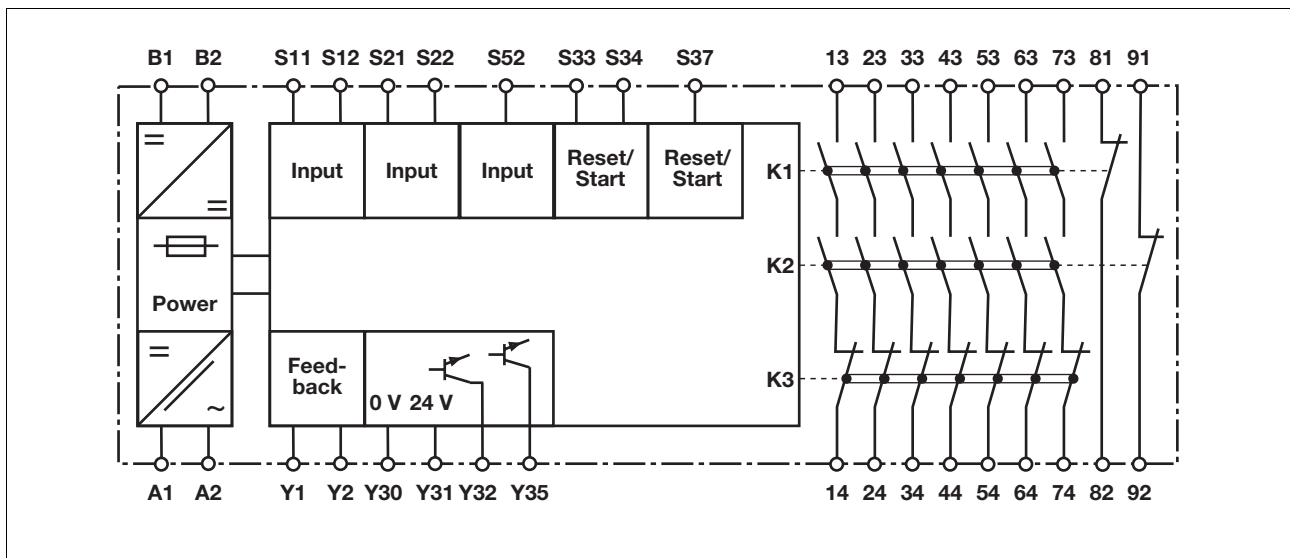 B1 B2 S11 S12 S21 S22 S52 S33 S34 S37 13 23 33 43 53 63 73 81 91
=
=
Input Input Input Reset/ Reset/
Start Start
K1
K2
Power
=
~
Feed-
back
0 V 24 V
K3
A1 A2 Y1 Y2 Y30 Y31 Y32 Y35 14 24 34 44 54 64 74 82 92